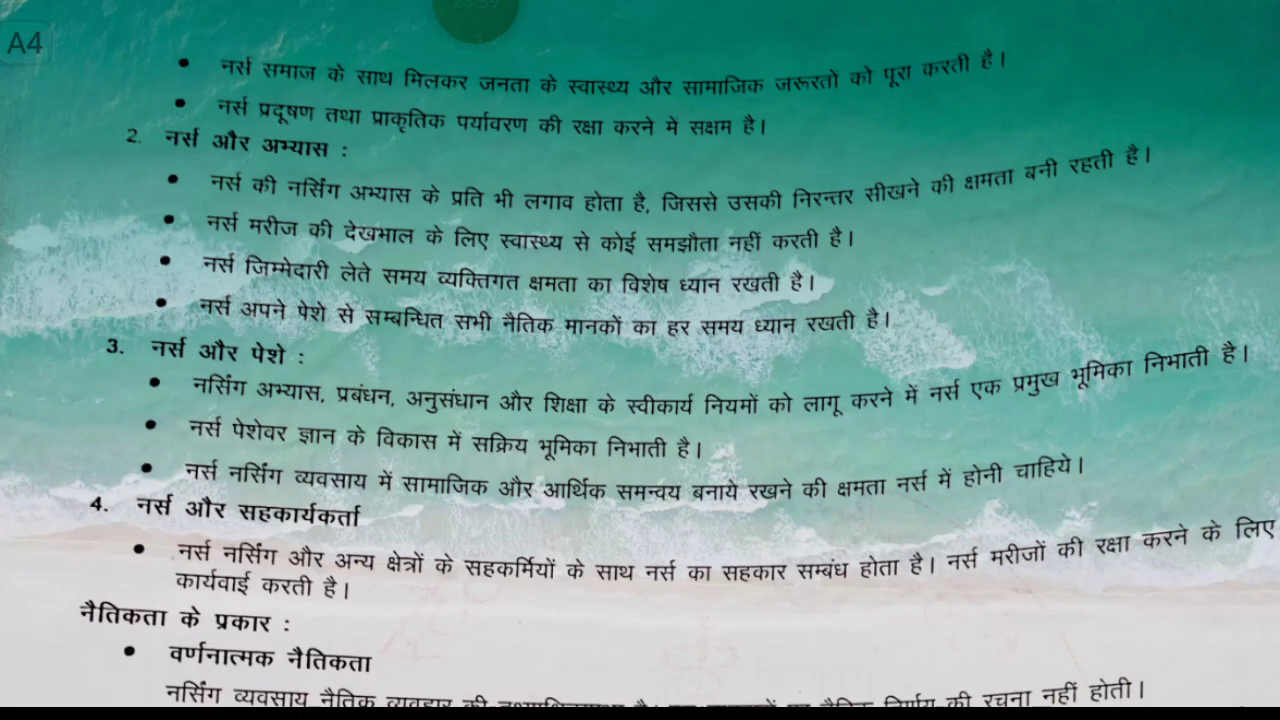 A4
• नर्स समाज के साथ मिलकर जनता के स्वास्थ्य और सामाजिक जरूरतों को पूरा करती है।
• नर्स प्रदूषण तथा प्राकृतिक पर्यावरण की रक्षा करने में सक्षम है।
2. नर्स और अभ्यास :
• नर्स की नर्सिंग अभ्यास के प्रति भी लगाव होता है, जिससे उसकी निरन्तर सीखने की क्षमता बनी रहती है।
• नर्स मरीज की देखभाल के लिए स्वास्थ्य से कोई समझौता नहीं करती है।
• नर्स जिम्मेदारी लेते समय व्यक्तिगत क्षमता का विशेष ध्यान रखती है।
• नर्स अपने पेशे से सम्बन्धित सभी नैतिक मानकों का हर समय ध्यान रखती है।
3. नर्स और पेशे :
• नर्सिंग अभ्यास, प्रबंधन, अनुसंधान और शिक्षा के स्वीकार्य नियमों को लागू करने में नर्स एक प्रमुख भूमिका निभाती है।
• नर्स पेशेवर ज्ञान के विकास में सक्रिय भूमिका निभाती है।
• नर्स नर्सिंग व्यवसाय में सामाजिक और आर्थिक समन्वय बनाये रखने की क्षमता नर्स में होनी चाहिये।
4. नर्स और सहकार्यकर्ता
• नर्स नर्सिंग और अन्य क्षेत्रों के सहकर्मियों के साथ नर्स का सहकार सम्बंध होता है। नर्स मरीजों की रक्षा करने के लिए
कार्यवाई करती है।
नैतिकता के प्रकार :
• वर्णनात्मक नैतिकता
नर्सिंग व्यवसाय नैतिक व्यवहार की निर्णय की रचना नहीं होती।